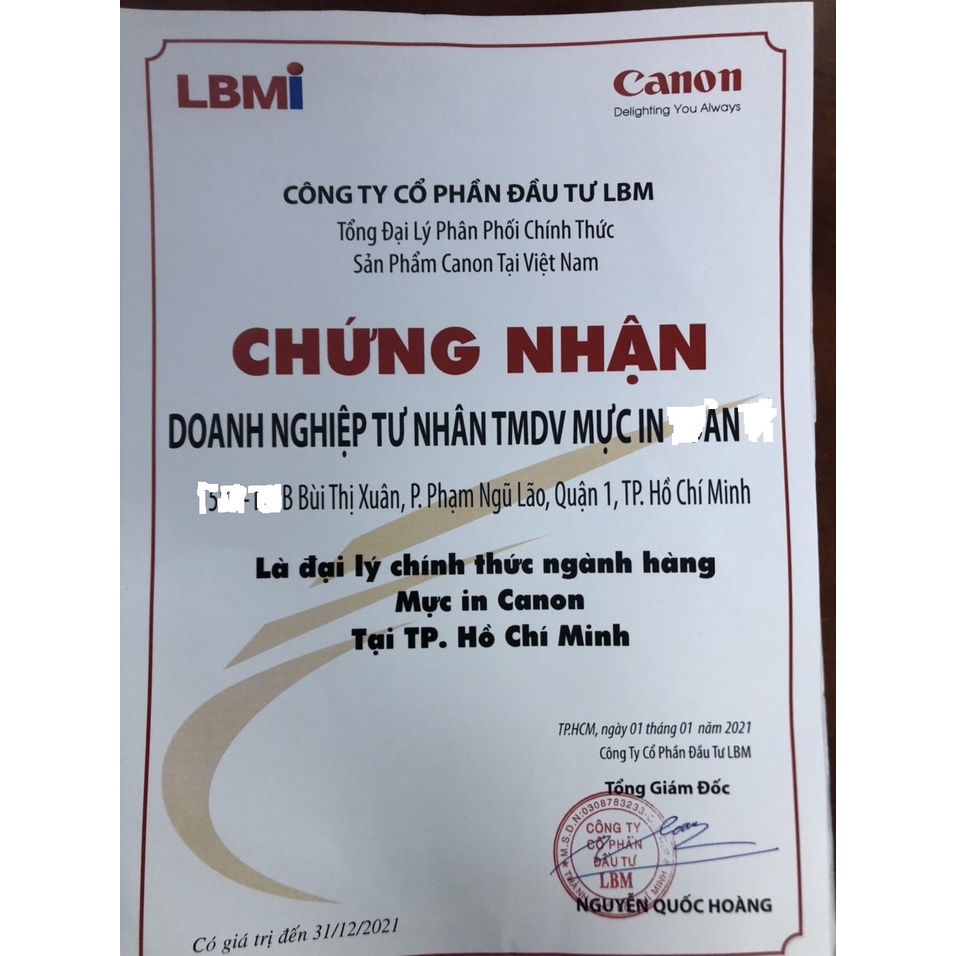 LBMi
Canon
Delighting You Always
CÔNG TY CỔ PHẦN ĐẦU TƯ LBM
Tổng Đại Lý Phân Phối Chính Thức
Sản Phẩm Canon Tại Việt Nam
CHỨNG NHẬN
DOANH NGHIỆP TƯ NHÂN TMDV MỰC IN
B Bùi Thị Xuân, P. Phạm Ngũ Lão, Quận 1, TP. Hồ Chí Minh
Là đại lý chính thức ngành hàng
Mực in Canon
Tại TP. Hồ Chí Minh
TP.HCM, ngày 01 tháng 01 năm 2021
Công Ty Cổ Phần Đầu Tư LBM
Tổng Giám Đốc
M.S.D.N:0308783233
CÔNG TY
CỔ PHẦN
ĐẦU TƯ
LBM
NGUYỄN QUỐC HOÀNG
Có giá trị đến 31/12/2021